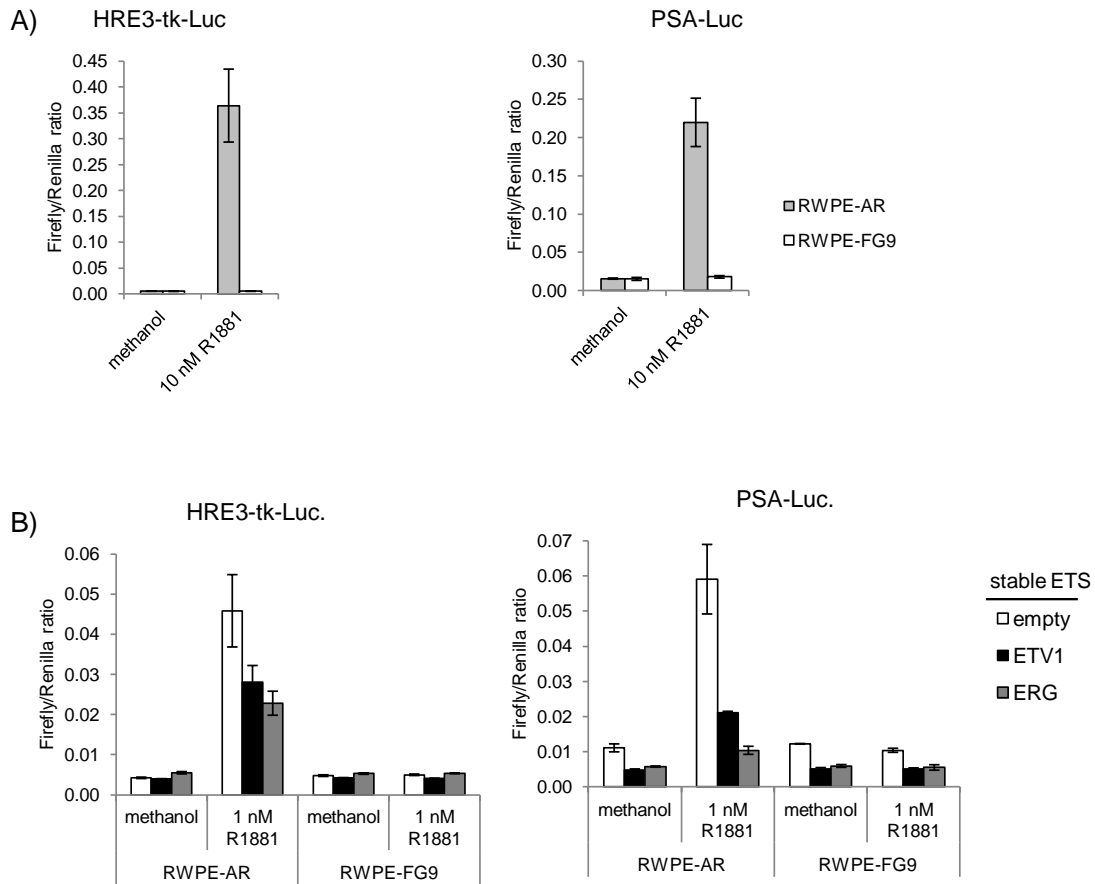 A)
HRE3-tk-Luc
PSA-Luc
Firefly/Renilla ratio
0.45
0.40
0.35
0.30
0.25
0.20
0.15
0.10
0.05
0.00
methanol
10 nM R1881
Firefly/Renilla ratio
0.30
0.25
0.20
0.15
0.10
0.05
0.00
methanol
10 nM R1881
RWPE-AR
RWPE-FG9
B)
HRE3-tk-Luc.
PSA-Luc.
Firefly/Renilla ratio
0.06
0.05
0.04
0.03
0.02
0.01
0.00
methanol
1 nM
R1881
methanol
1 nM
R1881
RWPE-AR
RWPE-FG9
Firefly/Renilla ratio
0.07
0.06
0.05
0.04
0.03
0.02
0.01
0.00
methanol
1 nM
R1881
methanol
1 nM
R1881
RWPE-AR
RWPE-FG9
stable ETS
empty
ETV1
ERG